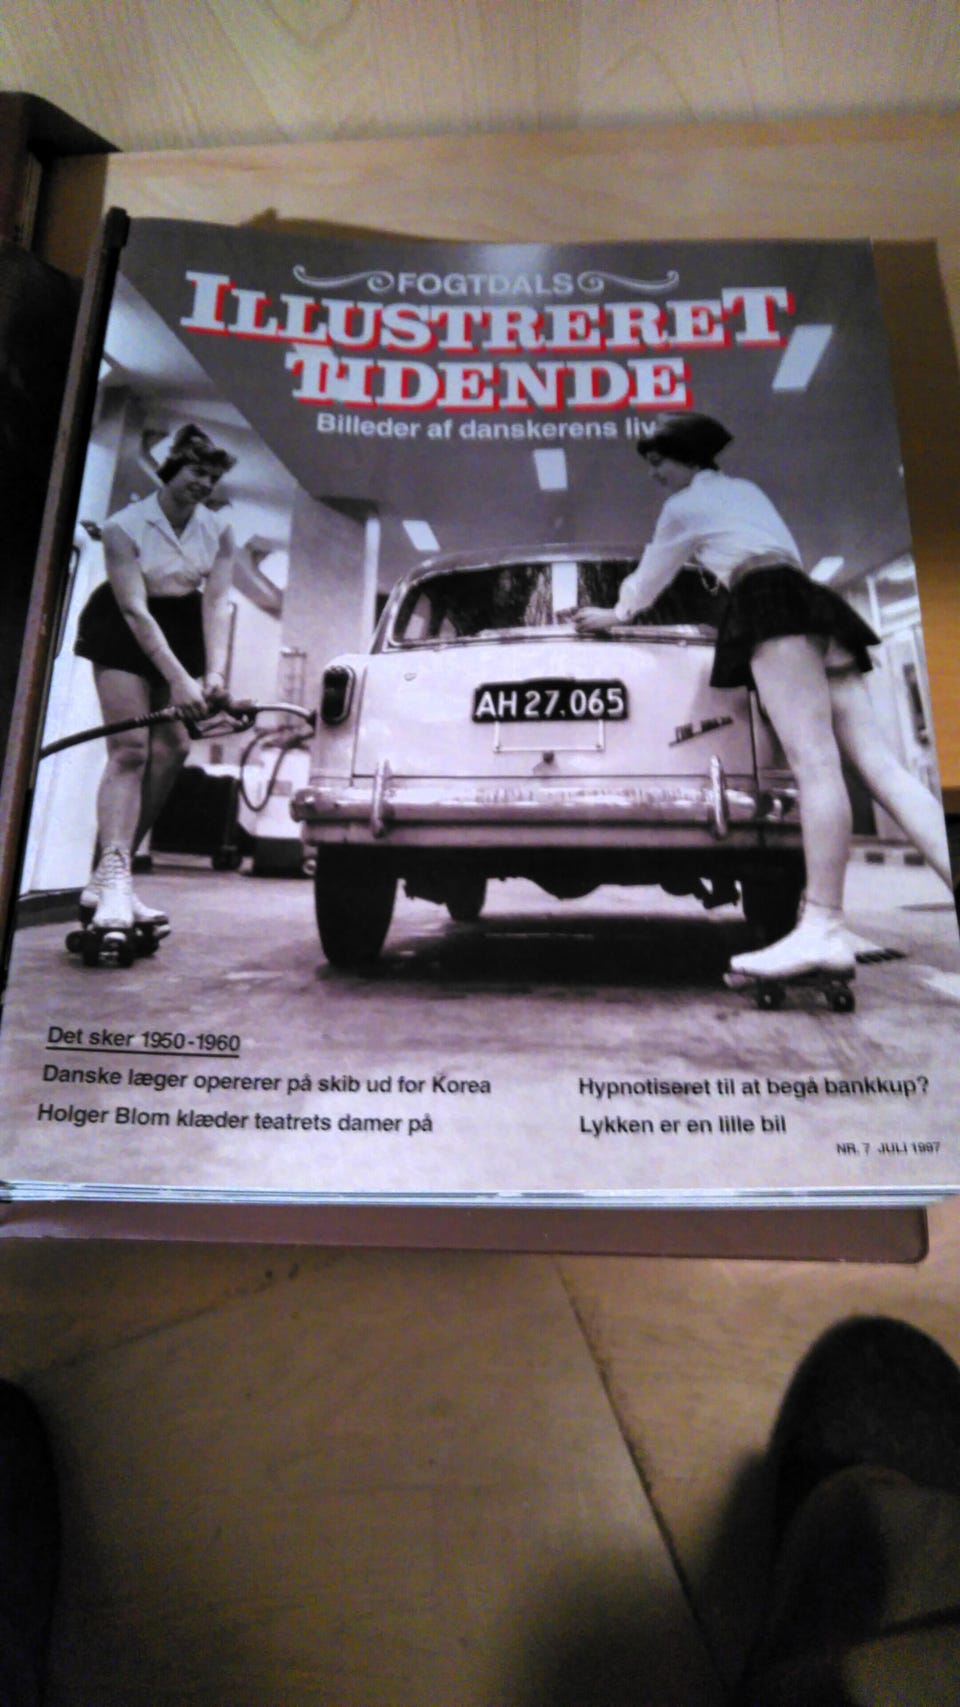 FOGTDALS
ILLUSTRERET
TIDENDE
Billeder af danskerens liv
AH 27.065
Det sker 1950-1960
Danske læger opererer på skib ud for Korea
Holger Blom klæder teatrets damer på
Hypnotiseret til at begå bankkup?
Lykken er en lille bil
NR. 7 JULI 1997